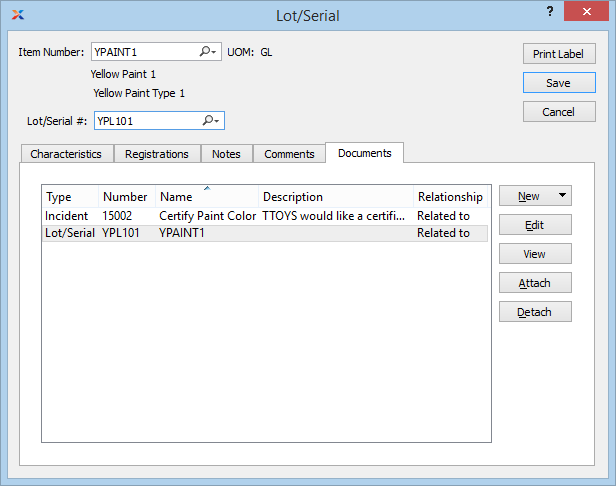 Lot/Serial
?
Item Number: YPAINT1 UOM: GL
Print Label
Yellow Paint 1
Save
Yellow Paint Type 1
Cancel
Lot/Serial #: YPL101
Characteristics Registrations Notes Comments Documents
Type Number Name Description Relationship
Incident 15002 Certify Paint Color TTOYS would like a certifi... Related to
Lot/Serial YPL101 YPAINT1 Related to
New
Edit
View
Attach
Detach